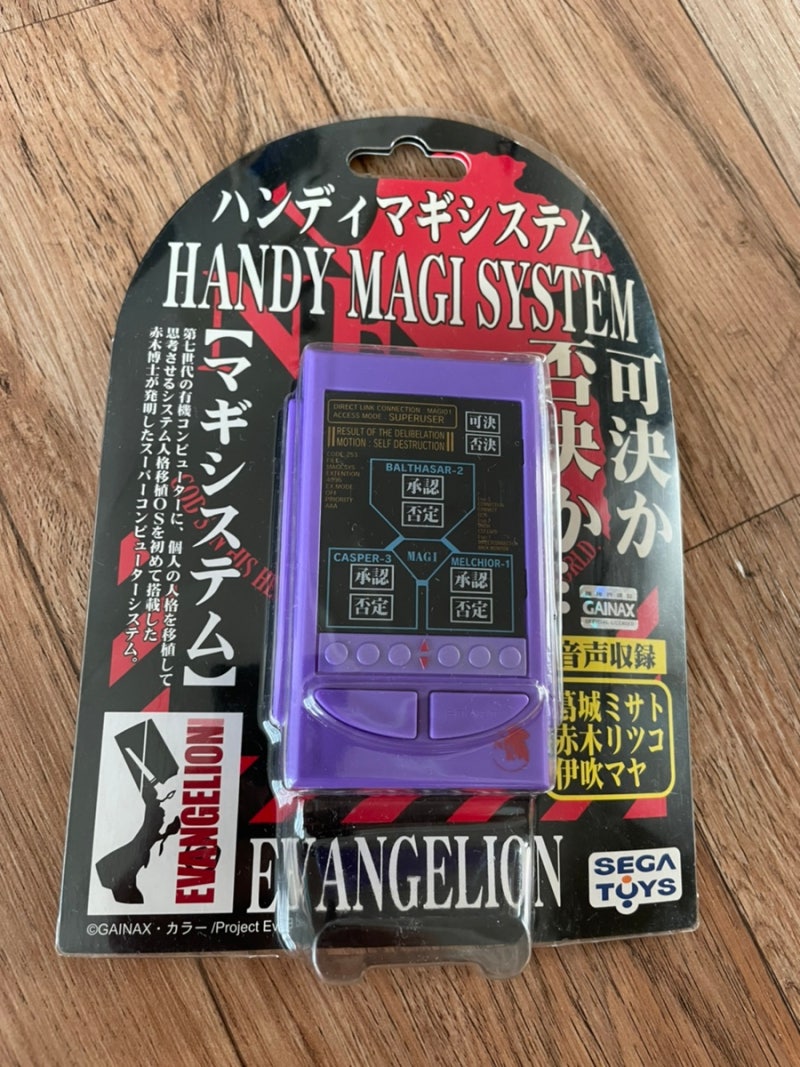 ハンディマギシステム
HANDY MAGI SYSTEM
可決か
否決か
【マギシステム】
第七世代の有機コンピューターに、個人の人格を移植して
思考させるシステム人格移植OSを初めて搭載した
赤木博士が発明したスーパーコンピューターシステム。
DIRECT LINK CONNECTION : MAGI01
ACCESS MODE : SUPERUSER
RESULT OF THE DELIBELATION
MOTION : SELF DESTRUCTION
可決
否決
CODE:253
BALTHASAR-2
承認
否定
MAGI
CASPER-3
承認
否定
MELCHIOR-1
承認
否定
GAINAX
音声収録
葛城ミサト
赤木リツコ
伊吹マヤ
EVANGELION
EVANGELION
SEGA
TOYS
©GAINAX・カラー/Project Eva.